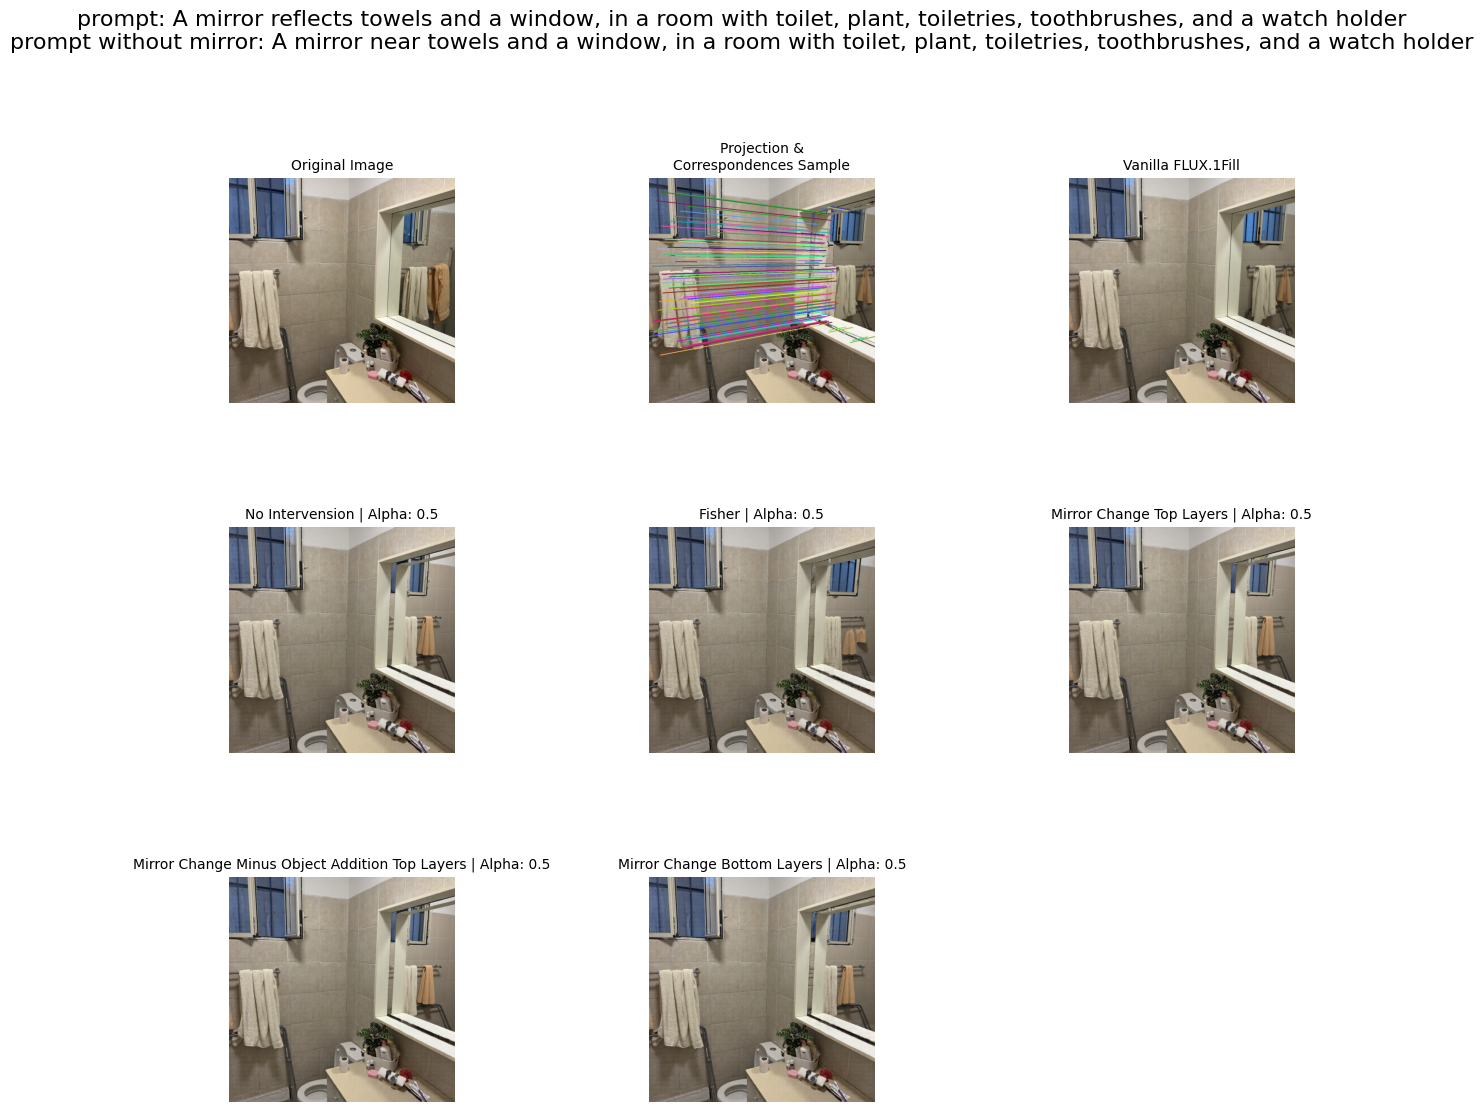 prompt: A mirror reflects towels and a window, in a room with toilet, plant, toiletries, toothbrushes, and a watch holder
prompt without mirror: A mirror near towels and a window, in a room with toilet, plant, toiletries, toothbrushes, and a watch holder
Original Image
Projection &
Correspondences Sample
Vanilla FLUX.1Fill
No Intervension | Alpha: 0.5
Fisher | Alpha: 0.5
Mirror Change Top Layers | Alpha: 0.5
Mirror Change Minus Object Addition Top Layers | Alpha: 0.5
Mirror Change Bottom Layers | Alpha: 0.5